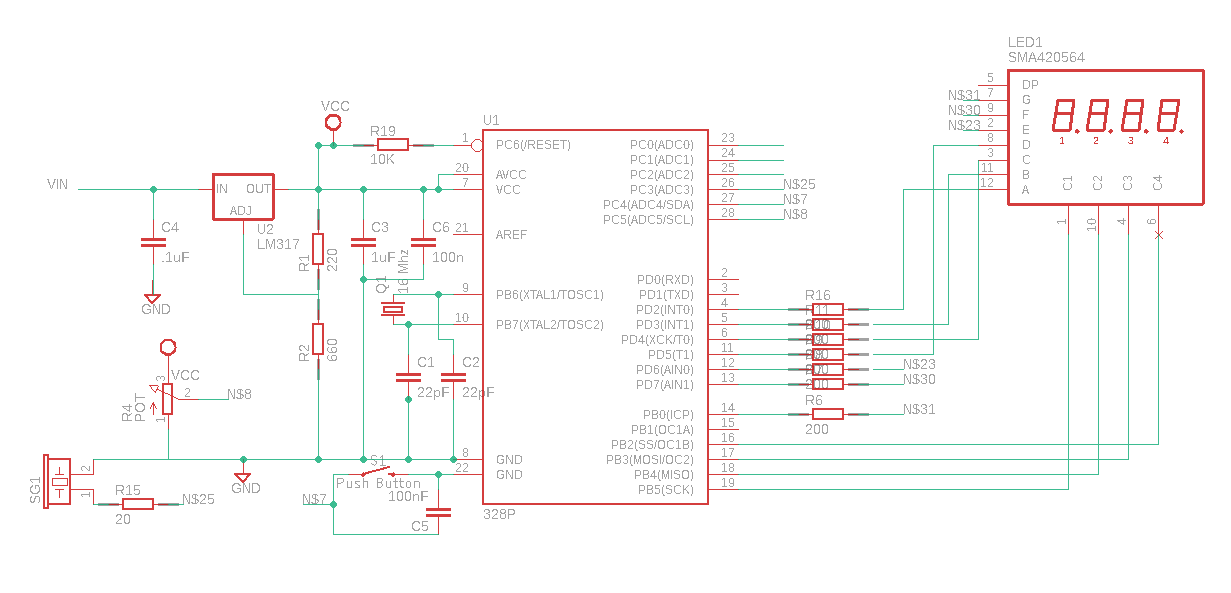 LED1
SMA420564
5 DP
N$31 7 G
N$30 9 F
N$23 2 E
8 D
3 C
11 B
12 A
8.8.8.8.
1 2 3 4
C1 C2 C3 C4
1 10 4 6
VCC
R19
10K
U1
1 PC6(/RESET)
20 AVCC
7 VCC
21 AREF
9 PB6(XTAL1/TOSC1)
10 PB7(XTAL2/TOSC2)
8 GND
22 GND
328P
PC0(ADC0) 23
PC1(ADC1) 24
PC2(ADC2) 25
PC3(ADC3) 26 N$25
PC4(ADC4/SDA) 27 N$7
PC5(ADC5/SCL) 28 N$8
PD0(RXD) 2
PD1(TXD) 3
PD2(INT0) 4
PD3(INT1) 5
PD4(XCK/T0) 6
PD5(T1) 11
PD6(AIN0) 12
PD7(AIN1) 13
PB0(ICP) 14
PB1(OC1A) 15
PB2(SS/OC1B) 16
PB3(MOSI/OC2) 17
PB4(MISO) 18
PB5(SCK) 19
R16
R11
200
N$23
N$30
R6
200
N$31
VIN
IN OUT
ADJ
U2
LM317
C4
.1uF
GND
R1
220
R2
660
C3
1uF
C6
100n
Q1
16 Mhz
C1
22pF
C2
22pF
VCC
3
2
1
N$8
R4
POT
GND
SG1
2
1
R15
20
N$25
S1
Push Button
N$7
100nF
C5